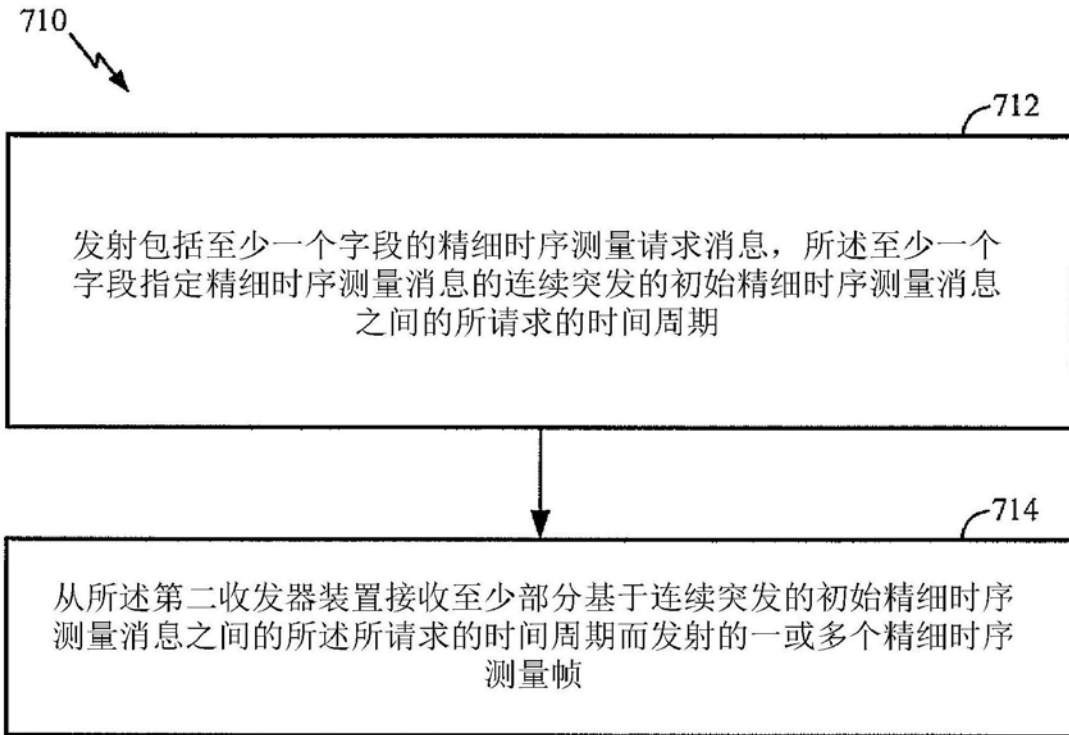 710
712
发射包括至少一个字段的精细时序测量请求消息，所述至少一个
字段指定精细时序测量消息的连续突发的初始精细时序测量消息
之间的所请求的时间周期
714
从所述第二收发器装置接收至少部分基于连续突发的初始精细时序
测量消息之间的所述所请求的时间周期而发射的一或多个精细时序
测量帧